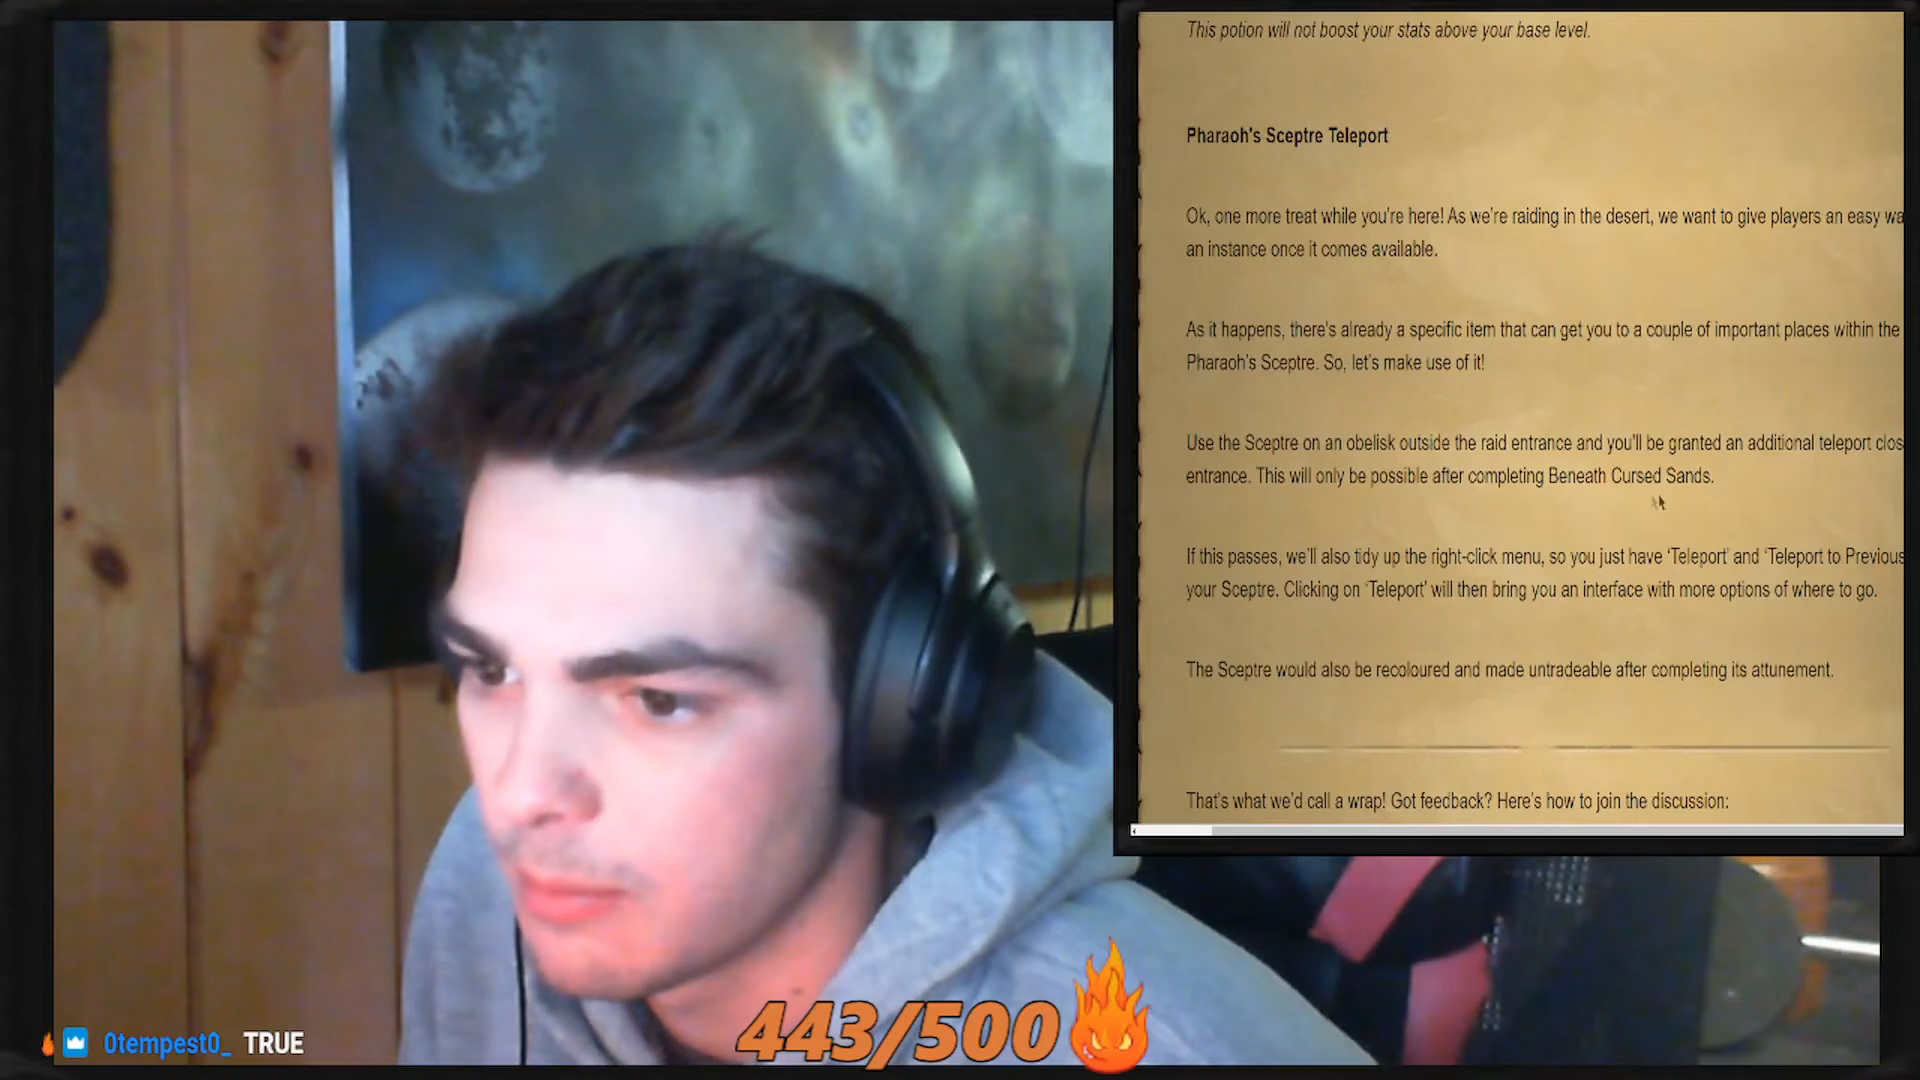 This potion will not boost your stats above your base level.
Pharaoh's Sceptre Teleport
Ok, one more treat while you're here! As we're raiding in the desert, we want to give players an easy wa
an instance once it comes available.
As it happens, there's already a specific item that can get you to a couple of important places within the
Pharaoh's Sceptre. So, let's make use of it!
Use the Sceptre on an obelisk outside the raid entrance and you'll be granted an additional teleport clos
entrance. This will only be possible after completing Beneath Cursed Sands.
If this passes, we'll also tidy up the right-click menu, so you just have 'Teleport' and 'Teleport to Previous
your Sceptre. Clicking on 'Teleport' will then bring you an interface with more options of where to go.
The Sceptre would also be recoloured and made untradeable after completing its attunement.
That's what we'd call a wrap! Got feedback? Here's how to join the discussion:
443/500
0tempest0_ TRUE